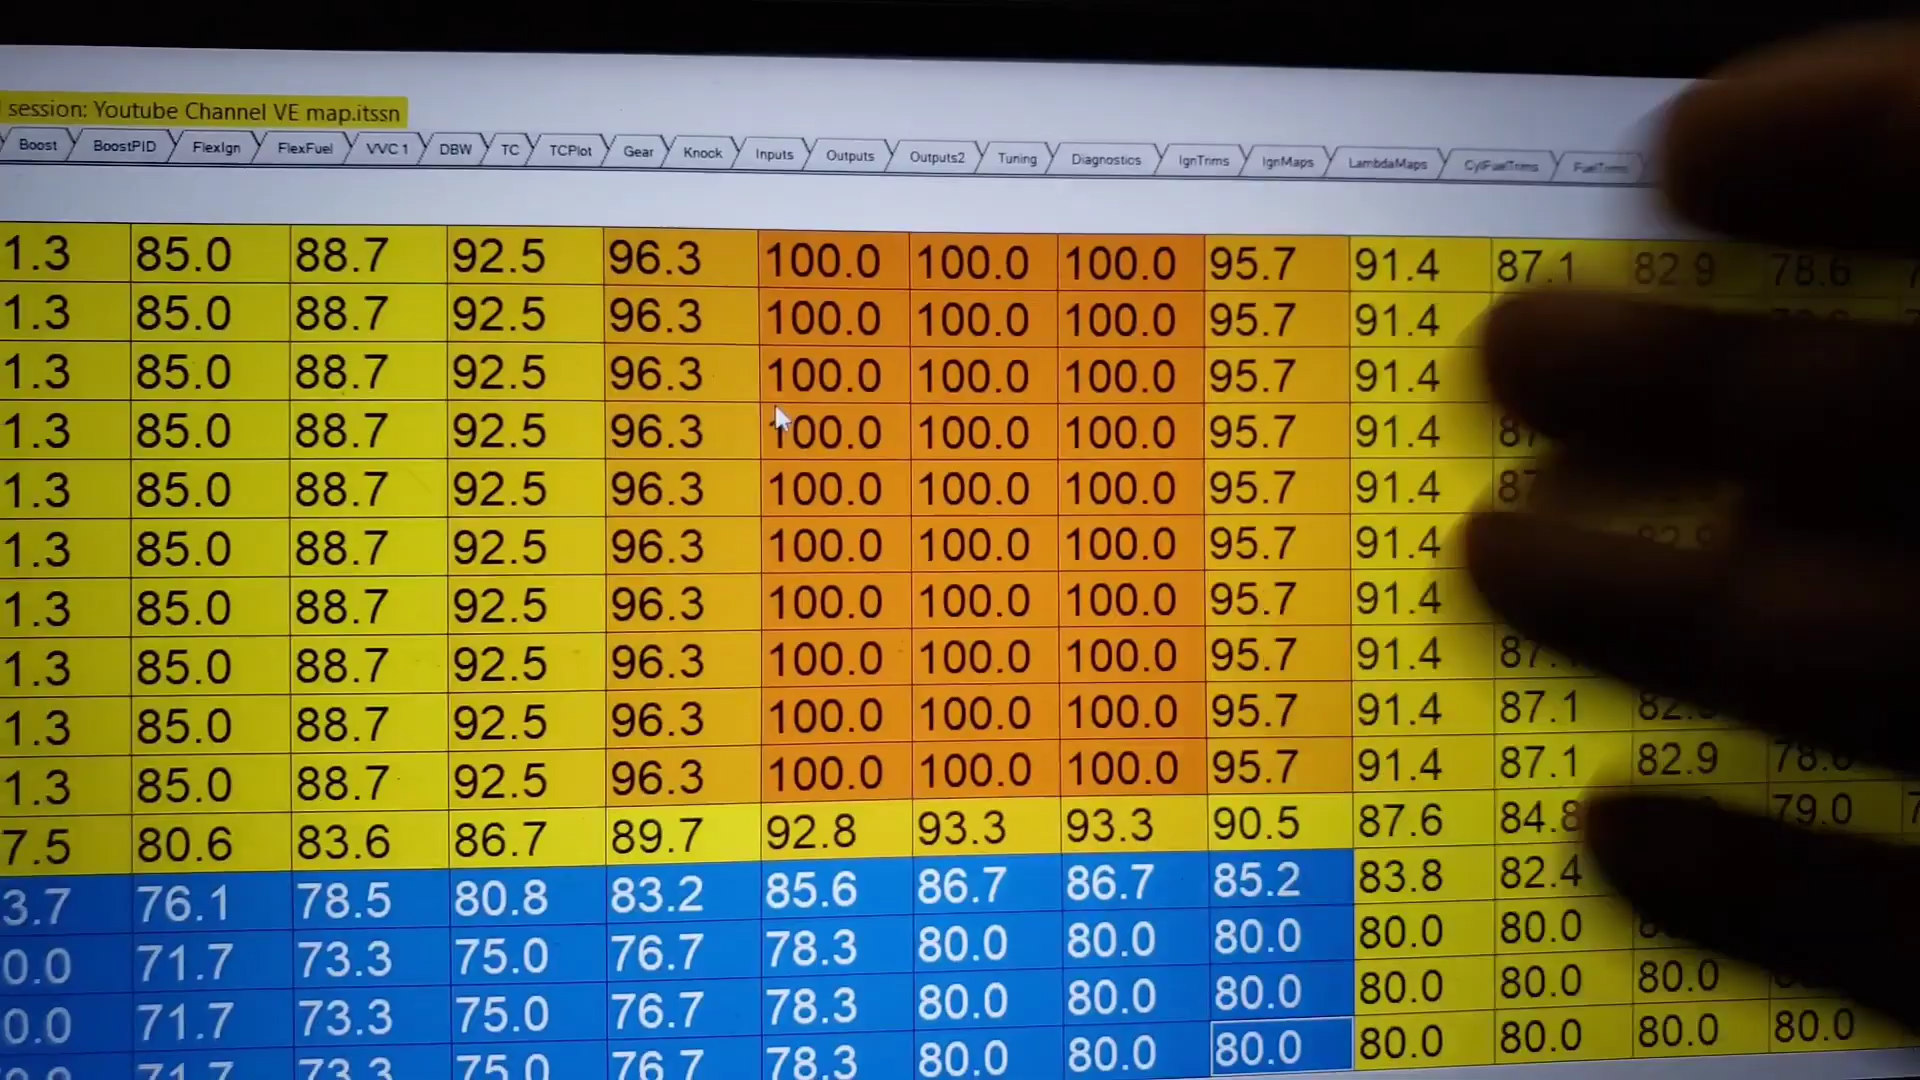 session: Youtube Channel VE map.itssn
Boost BoostPID FlexIgn FlexFuel VVC 1 DBW TC TCPlot Gear Knock Inputs Outputs Outputs2 Tuning Diagnostics IgnTrims IgnMaps LambdaMaps CylFuelTrims FuelTrims
1.3 85.0 88.7 92.5 96.3 100.0 100.0 100.0 95.7 91.4 87.1 82.9 78.6
1.3 85.0 88.7 92.5 96.3 100.0 100.0 100.0 95.7 91.4
1.3 85.0 88.7 92.5 96.3 100.0 100.0 100.0 95.7 91.4
1.3 85.0 88.7 92.5 96.3 100.0 100.0 100.0 95.7 91.4
1.3 85.0 88.7 92.5 96.3 100.0 100.0 100.0 95.7 91.4
1.3 85.0 88.7 92.5 96.3 100.0 100.0 100.0 95.7 91.4
1.3 85.0 88.7 92.5 96.3 100.0 100.0 100.0 95.7 91.4
1.3 85.0 88.7 92.5 96.3 100.0 100.0 100.0 95.7 91.4
1.3 85.0 88.7 92.5 96.3 100.0 100.0 100.0 95.7 91.4 87.1
1.3 85.0 88.7 92.5 96.3 100.0 100.0 100.0 95.7 91.4 87.1 82.9 78.6
7.5 80.6 83.6 86.7 89.7 92.8 93.3 93.3 90.5 87.6 84.8 79.0
3.7 76.1 78.5 80.8 83.2 85.6 86.7 86.7 85.2 83.8 82.4
0.0 71.7 73.3 75.0 76.7 78.3 80.0 80.0 80.0 80.0 80.0
0.0 71.7 73.3 75.0 76.7 78.3 80.0 80.0 80.0 80.0 80.0 80.0
71.7 73.3 75.0 76.7 78.3 80.0 80.0 80.0 80.0 80.0 80.0 80.0